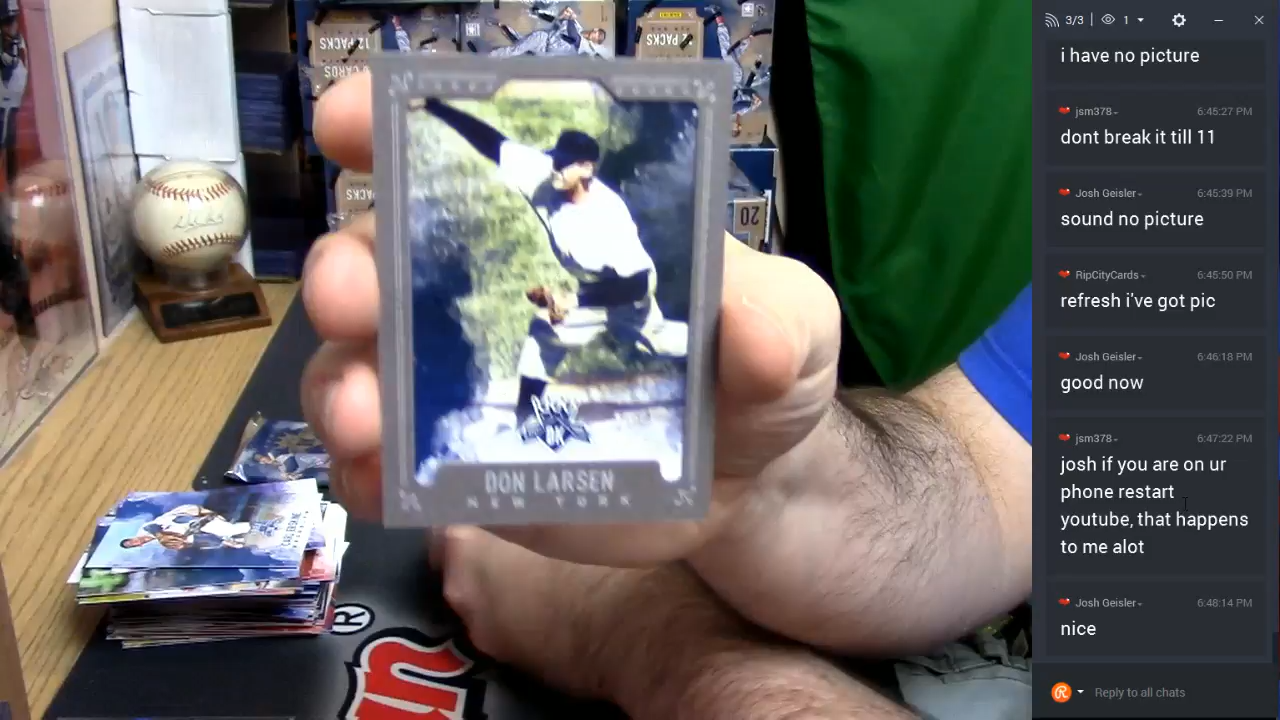 12 PACKS
PACKS
PACKS
20
DK
DON LARSEN
NEW YORK
CARL ERSKINE
®
3/3
1
i have no picture
jsm378
6:45:27 PM
dont break it till 11
Josh Geisler
6:45:39 PM
sound no picture
RipCityCards
6:45:50 PM
refresh i've got pic
Josh Geisler
6:46:18 PM
good now
jsm378
6:47:22 PM
josh if you are on ur
phone restart
youtube, that happens
to me alot
Josh Geisler
6:48:14 PM
nice
Reply to all chats